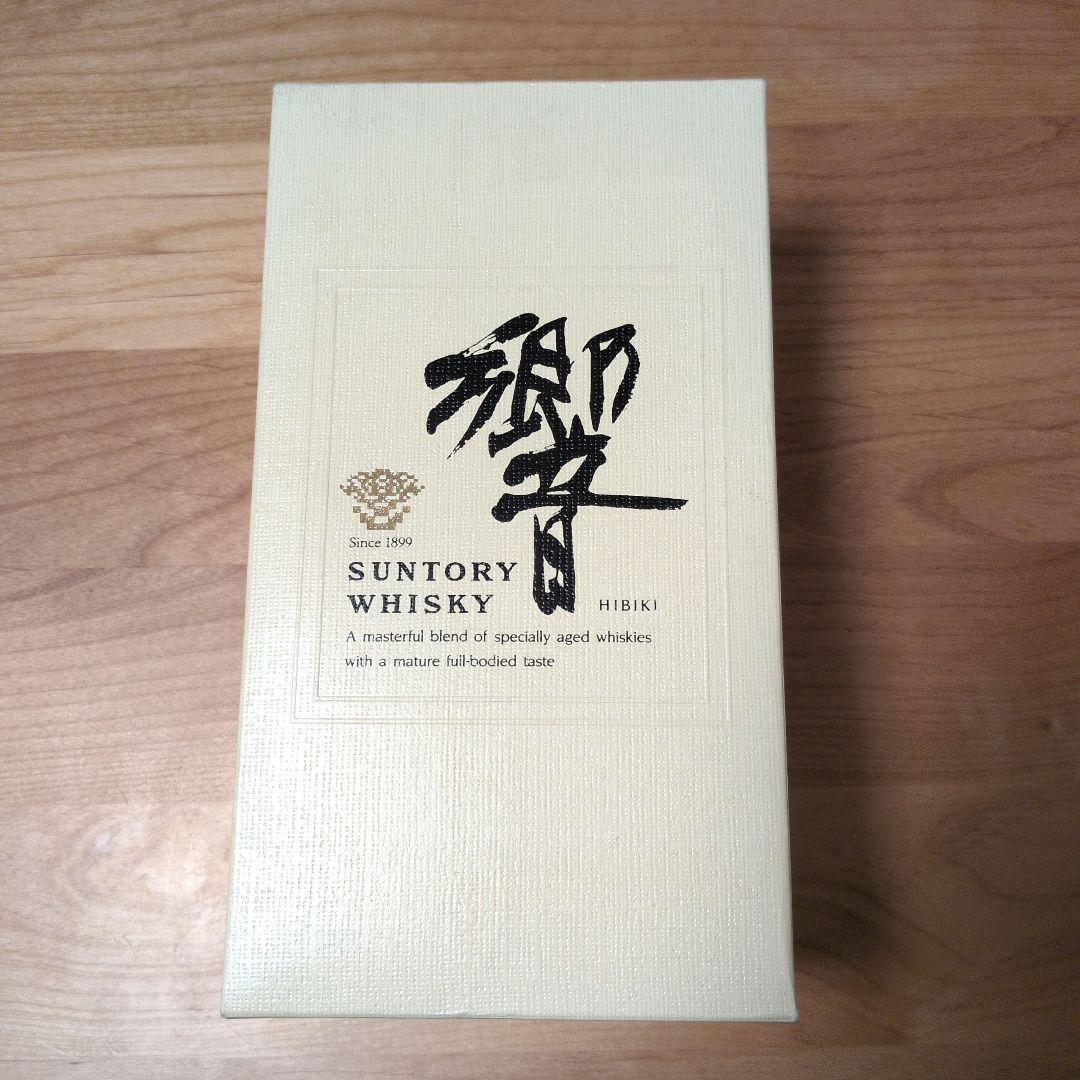 響
Since 1899
SUNTORY
WHISKY
HIBIKI
A masterful blend of specially aged whiskies
with a mature full-bodied taste